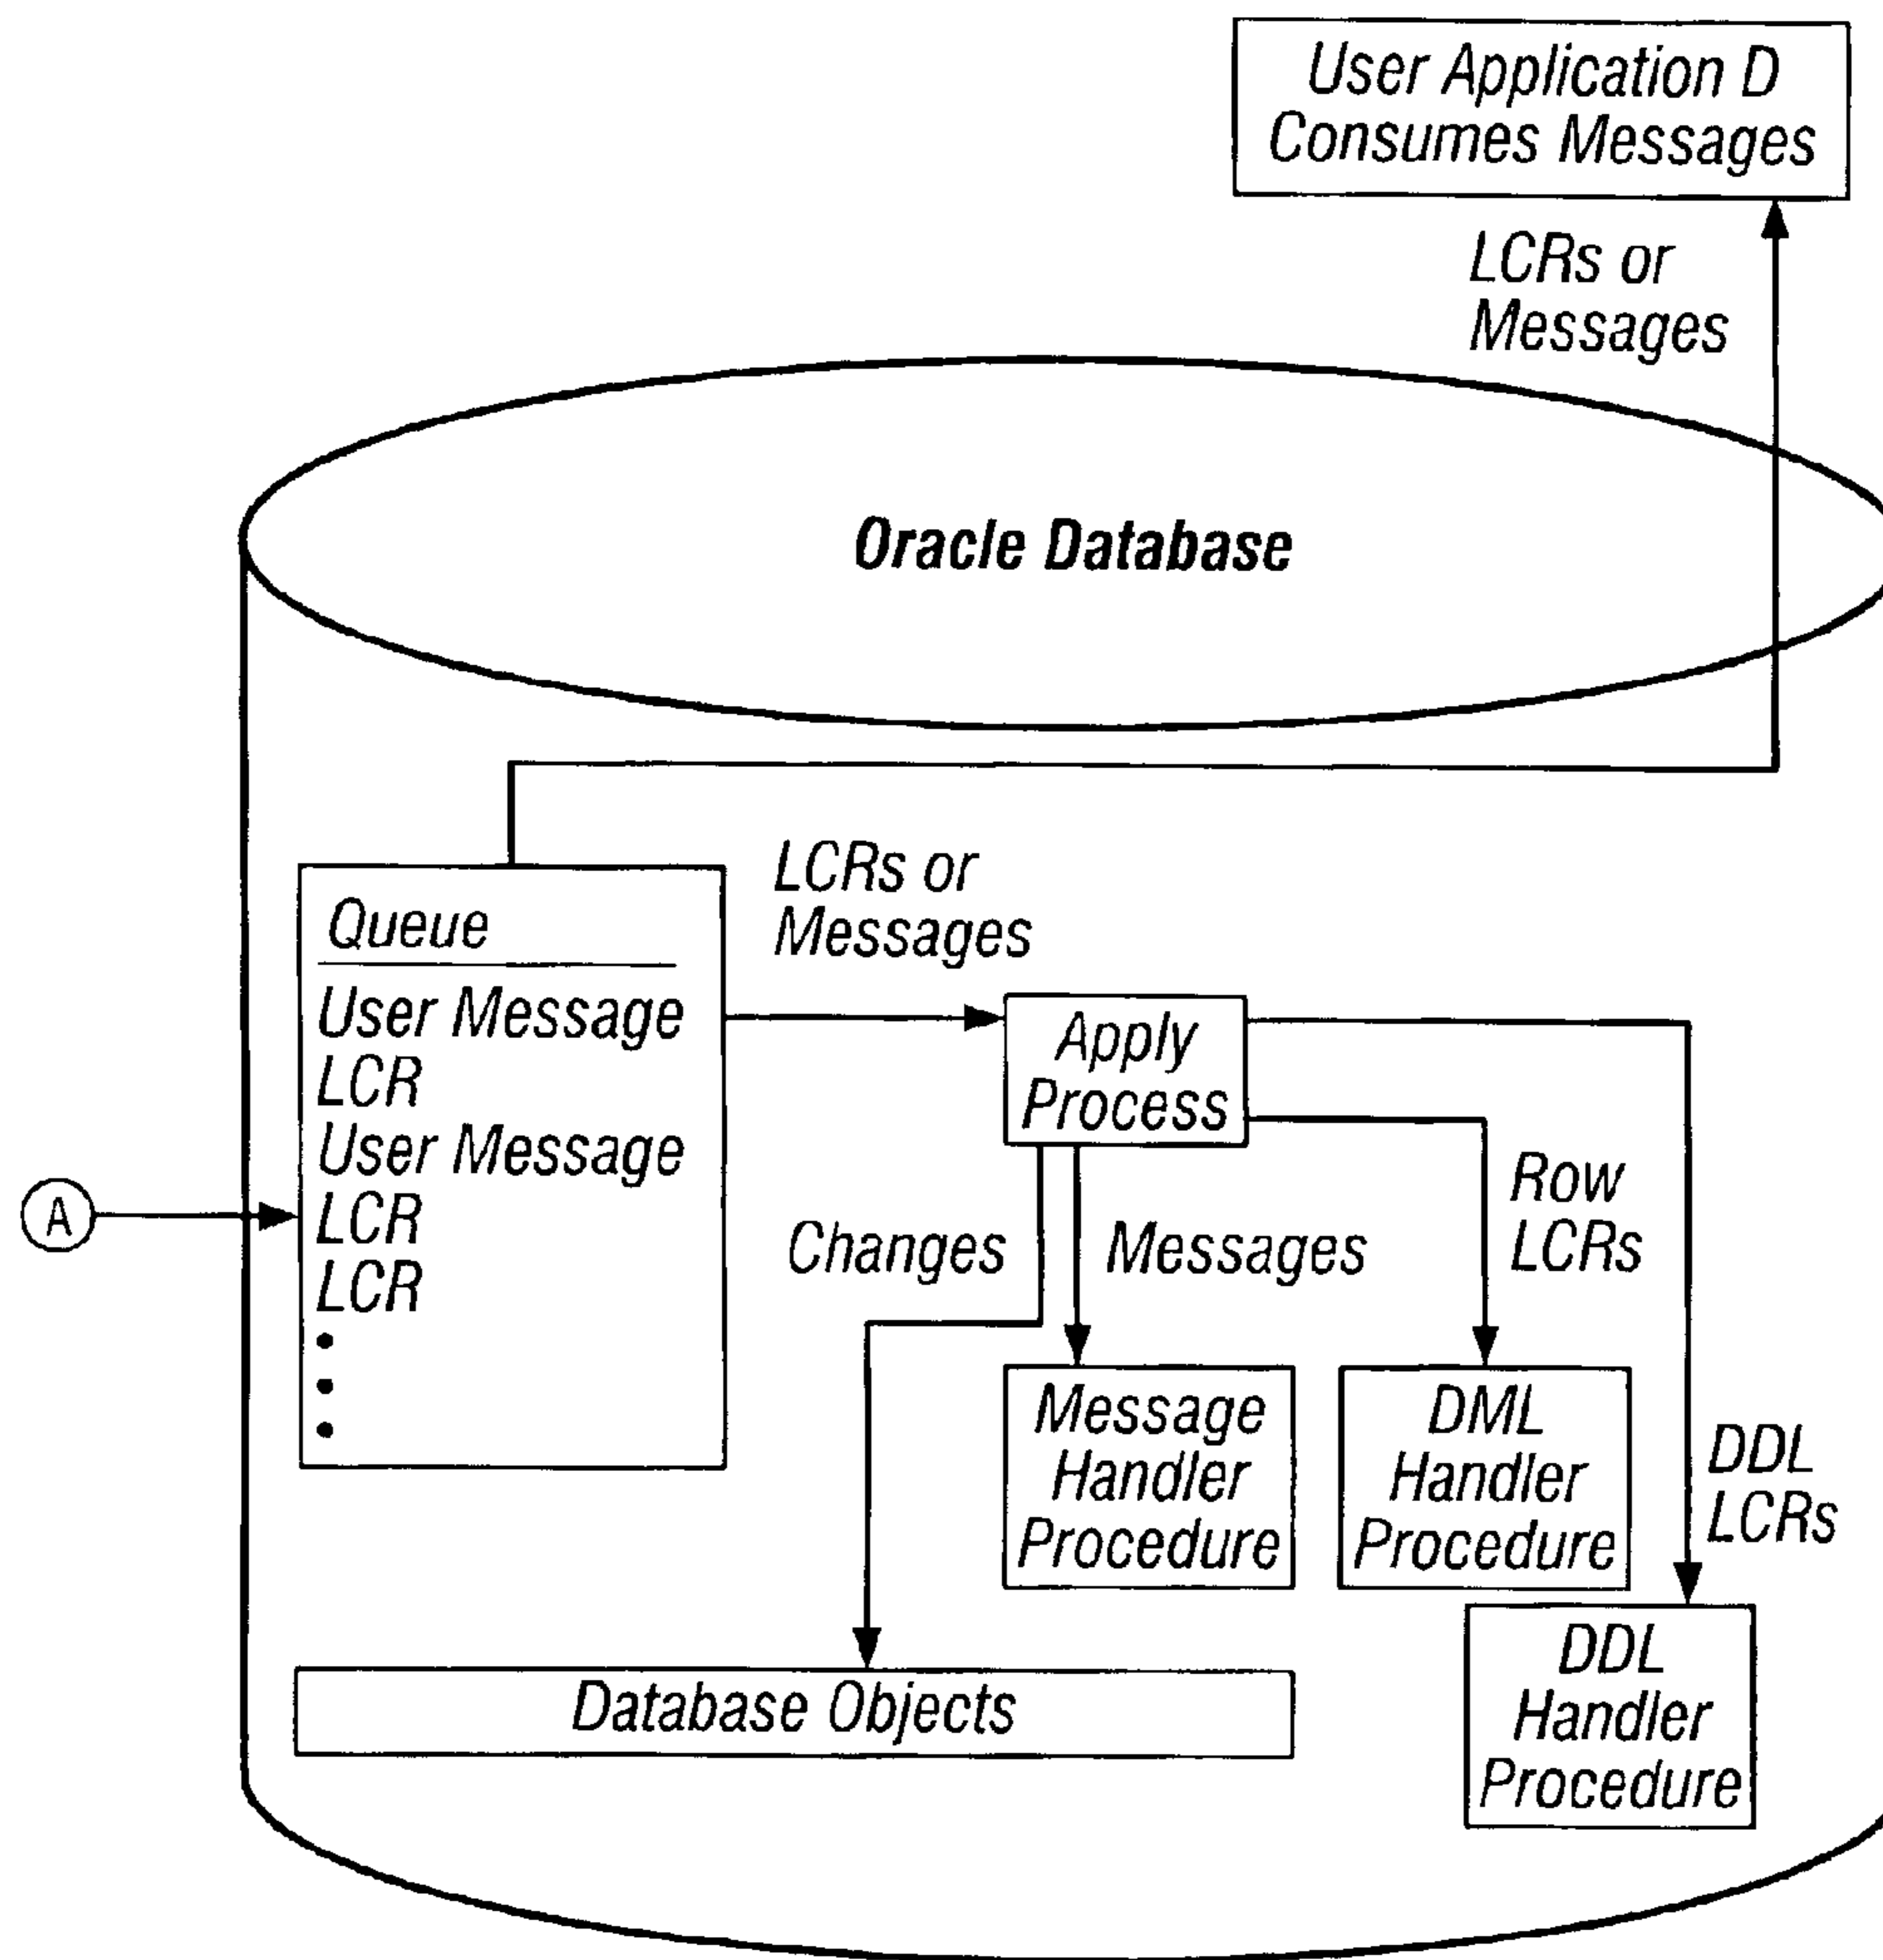 User Application D
Consumes Messages
LCRs or
Messages
Oracle Database
LCRs or
Messages
Queue
User Message
LCR
User Message
LCR
LCR
A
Apply
Process
Changes
Messages
Row
LCRs
DDL
LCRs
Message
Handler
Procedure
DML
Handler
Procedure
DDL
Handler
Procedure
Database Objects